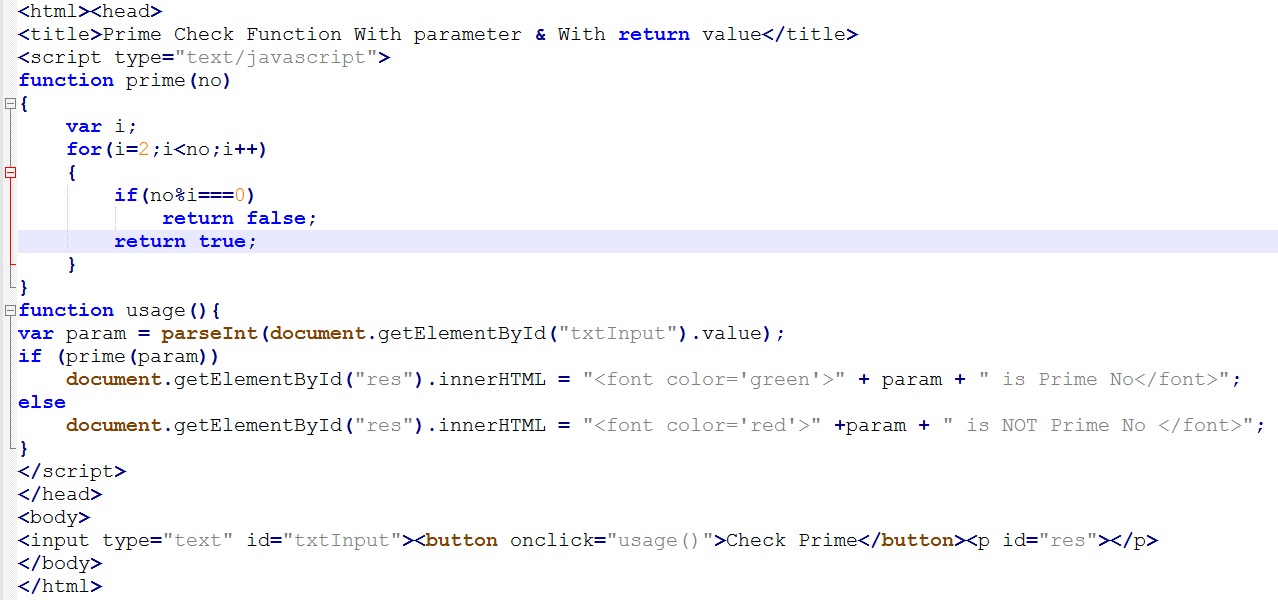 <html><head>
<title>Prime Check Function With parameter & With return value</title>
<script type="text/javascript">
function prime(no)
{
    var i;
    for(i=2;i<no;i++)
    {
        if(no%i===0)
            return false;
        return true;
    }
}
function usage(){
var param = parseInt(document.getElementById("txtInput").value);
if (prime(param))
    document.getElementById("res").innerHTML = "<font color='green'>" + param + " is Prime No</font>";
else
    document.getElementById("res").innerHTML = "<font color='red'>" +param + " is NOT Prime No </font>";
}
</script>
</head>
<body>
<input type="text" id="txtInput"><button onclick="usage()">Check Prime</button><p id="res"></p>
</body>
</html>